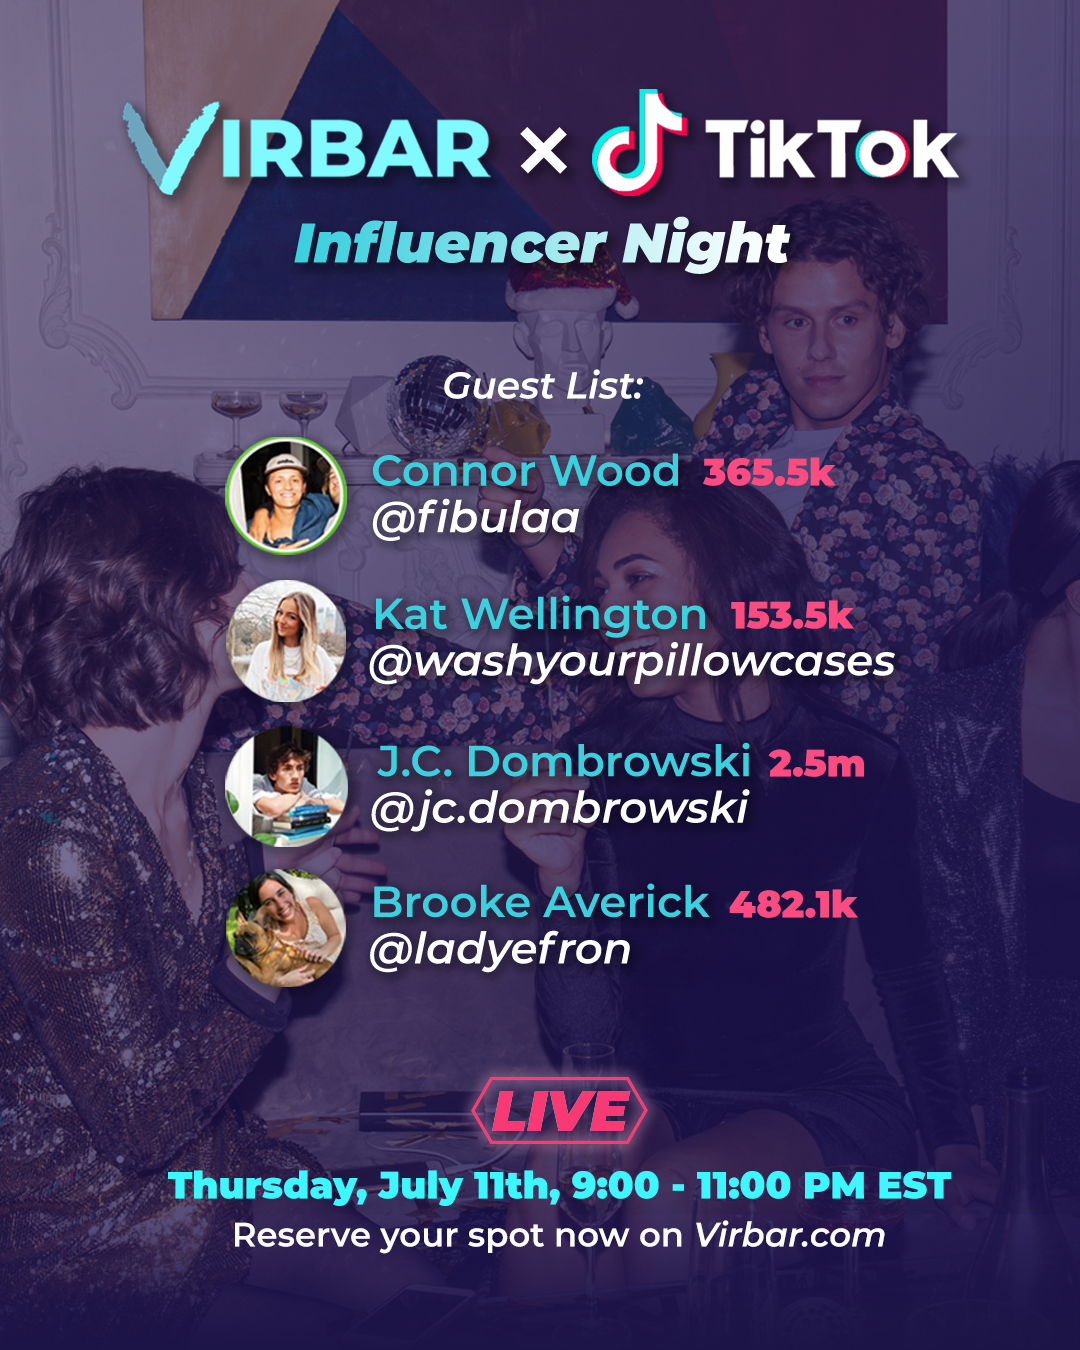 VIRBAR × TikTok
Influencer Night
Guest List:
Connor Wood 365.5k
@fibulaa
Kat Wellington 153.5k
@washyourpillowcases
J.C. Dombrowski 2.5m
@jc.dombrowski
Brooke Averick 482.1k
@ladyefron
LIVE
Thursday, July 11th, 9:00 - 11:00 PM EST
Reserve your spot now on Virbar.com